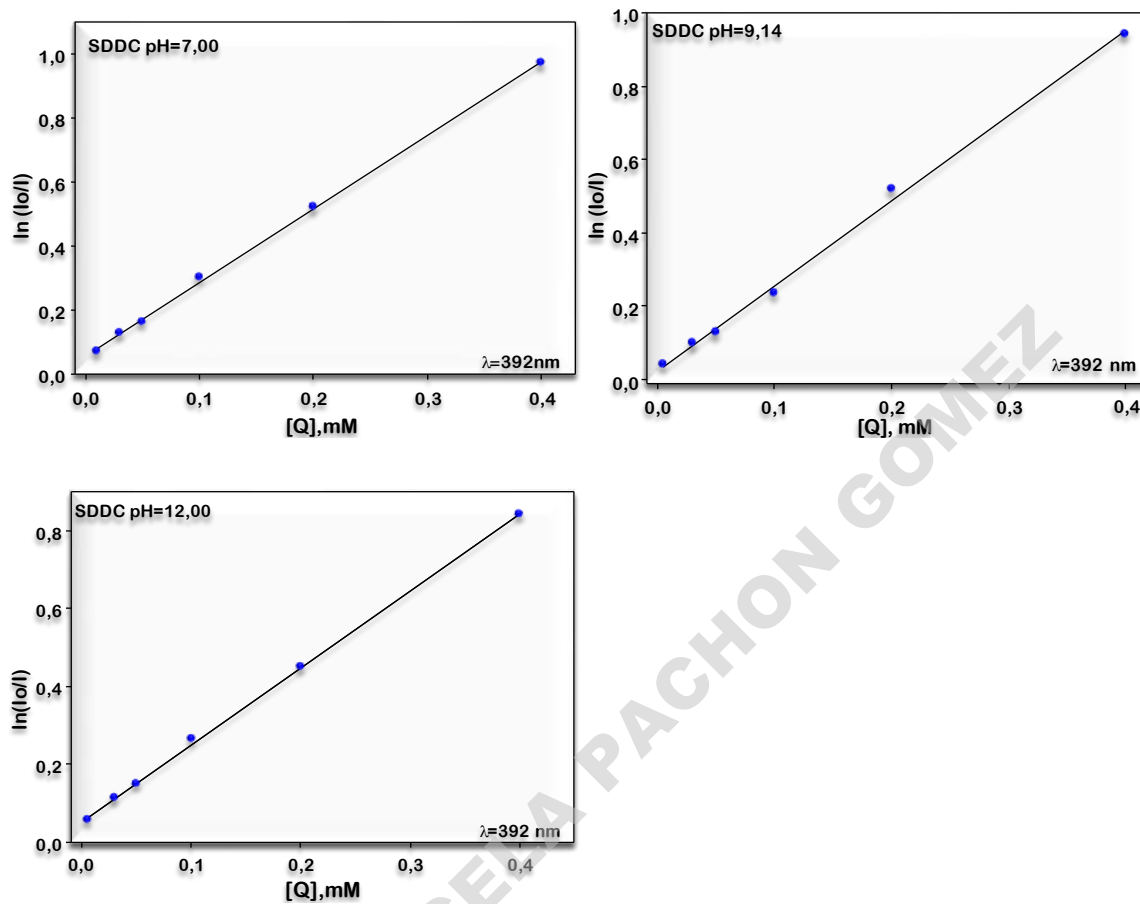 SDDC pH=7,00
1,0
0,8
0,6
0,4
0,2
0,0
ln (Io/I)
λ=392nm
0,0 0,1 0,2 0,3 0,4
[Q],mM
SDDC pH=9,14
1,0
0,8
0,6
0,4
0,2
0,0
ln (Io/I)
λ=392 nm
0,0 0,1 0,2 0,3 0,4
[Q], mM
SDDC pH=12,00
0,8
0,6
0,4
0,2
0,0
ln(Io/I)
λ=392 nm
0,0 0,1 0,2 0,3 0,4
[Q],mM
PACHON GOMEZ